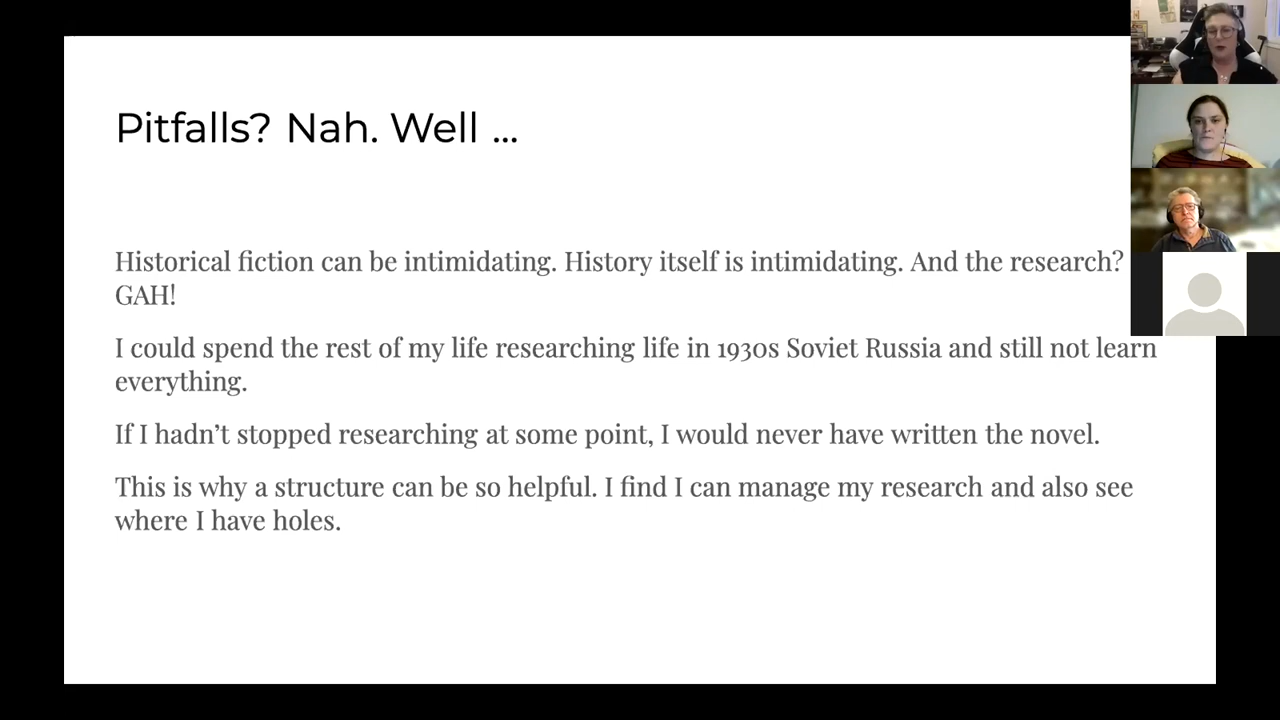 Pitfalls? Nah. Well ...
Historical fiction can be intimidating. History itself is intimidating. And the research?
GAH!
I could spend the rest of my life researching life in 1930s Soviet Russia and still not learn
everything.
If I hadn’t stopped researching at some point, I would never have written the novel.
This is why a structure can be so helpful. I find I can manage my research and also see
where I have holes.